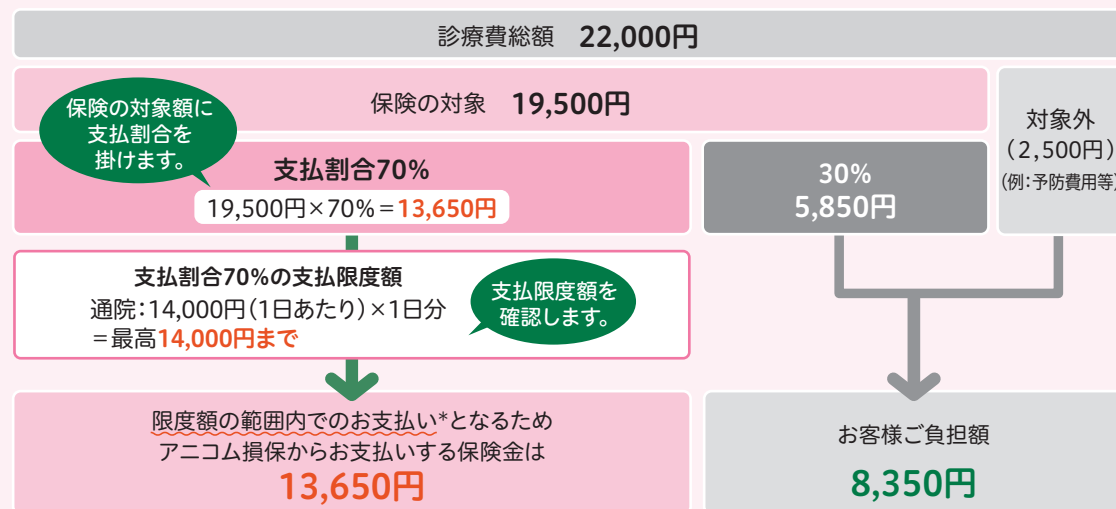 診療費総額 22,000円
保険の対象 19,500円
保険の対象額に
支払割合を
掛けます。
対象外
(2,500円)
(例:予防費用等)
支払割合70%
19,500円×70%=13,650円
30%
5,850円
支払割合70%の支払限度額
通院:14,000円(1日あたり)×1日分
=最高14,000円まで
支払限度額を
確認します。
限度額の範囲内でのお支払い*となるため
アニコム損保からお支払いする保険金は
13,650円
お客様ご負担額
8,350円